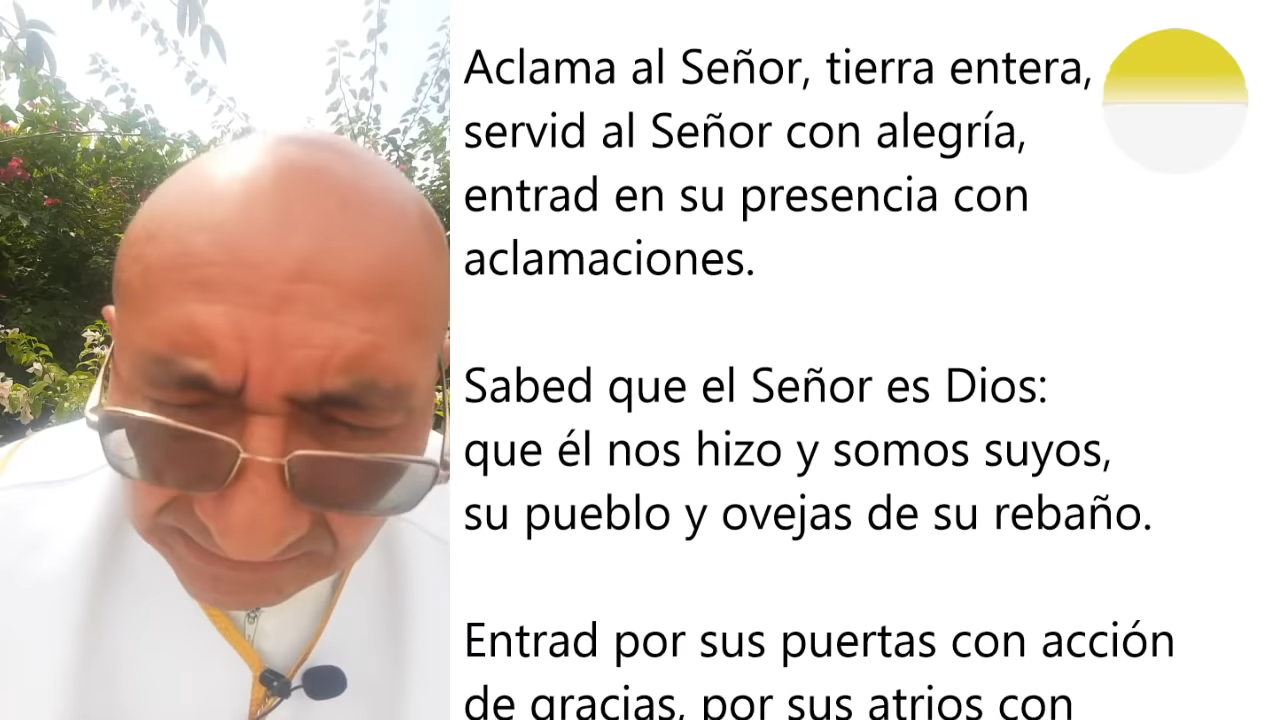 Aclama al Señor, tierra entera,
servid al Señor con alegría,
entrad en su presencia con
aclamaciones.
Sabed que el Señor es Dios:
que él nos hizo y somos suyos,
su pueblo y ovejas de su rebaño.
Entrad por sus puertas con acción
de gracias, por sus atrios con